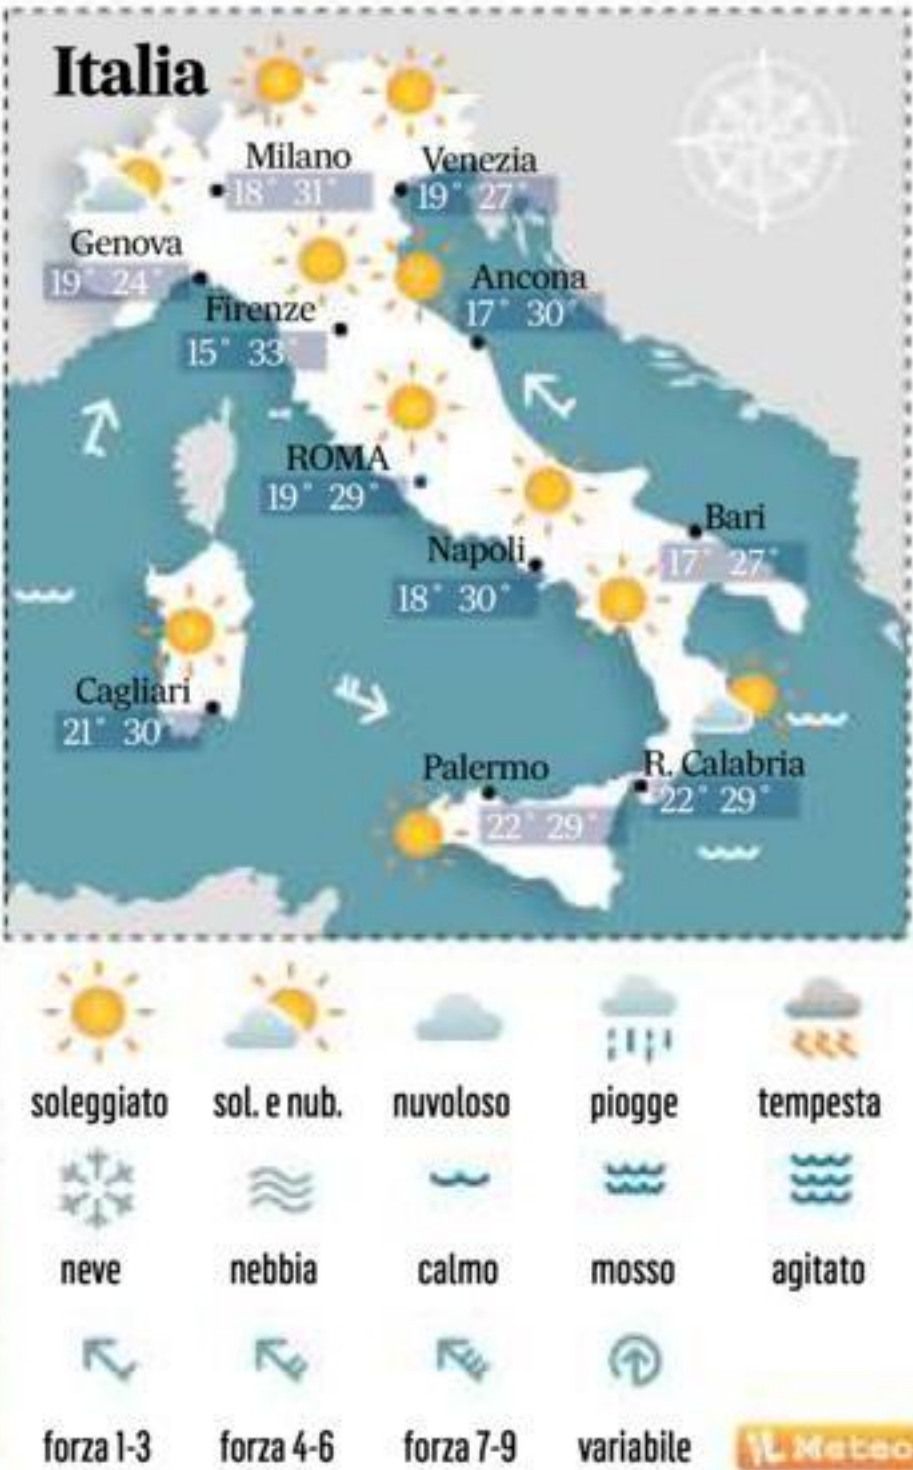 Italia
Milano
18° 31°
Venezia
19° 27°
Genova
19° 24°
Firenze
15° 33°
Ancona
17° 30°
ROMA
19° 29°
Napoli
18° 30°
Bari
17° 27°
Cagliari
21° 30°
Palermo
22° 29°
R. Calabria
22° 29°
soleggiato sol. e nub. nuvoloso piogge tempesta
neve nebbia calmo mosso agitato
forza 1-3 forza 4-6 forza 7-9 variabile
Meteo